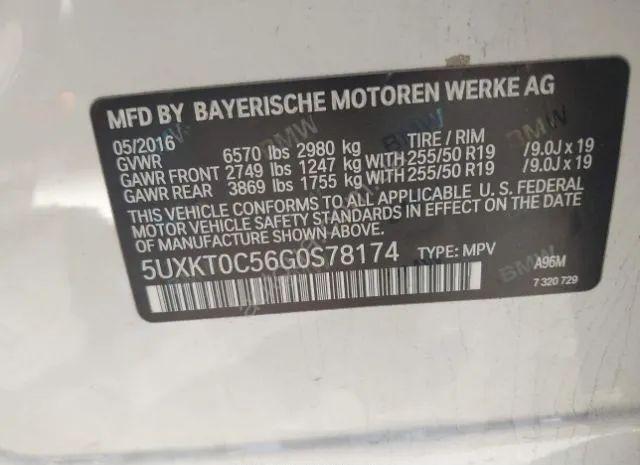 MFD BY BAYERISCHE MOTOREN WERKE AG
05/2016 TIRE / RIM
GVWR 6570 lbs 2980 kg
GAWR FRONT 2749 lbs 1247 kg WITH 255/50 R19 /9.0J x 19
GAWR REAR 3869 lbs 1755 kg WITH 255/50 R19 /9.0J x 19
THIS VEHICLE CONFORMS TO ALL APPLICABLE U.S. FEDERAL
MOTOR VEHICLE SAFETY STANDARDS IN EFFECT ON THE DATE
OF MANUFACTURE SHOWN ABOVE.
5UXKT0C56G0S78174 TYPE: MPV
A96M
7 320 729
BMW
BMW
BMW